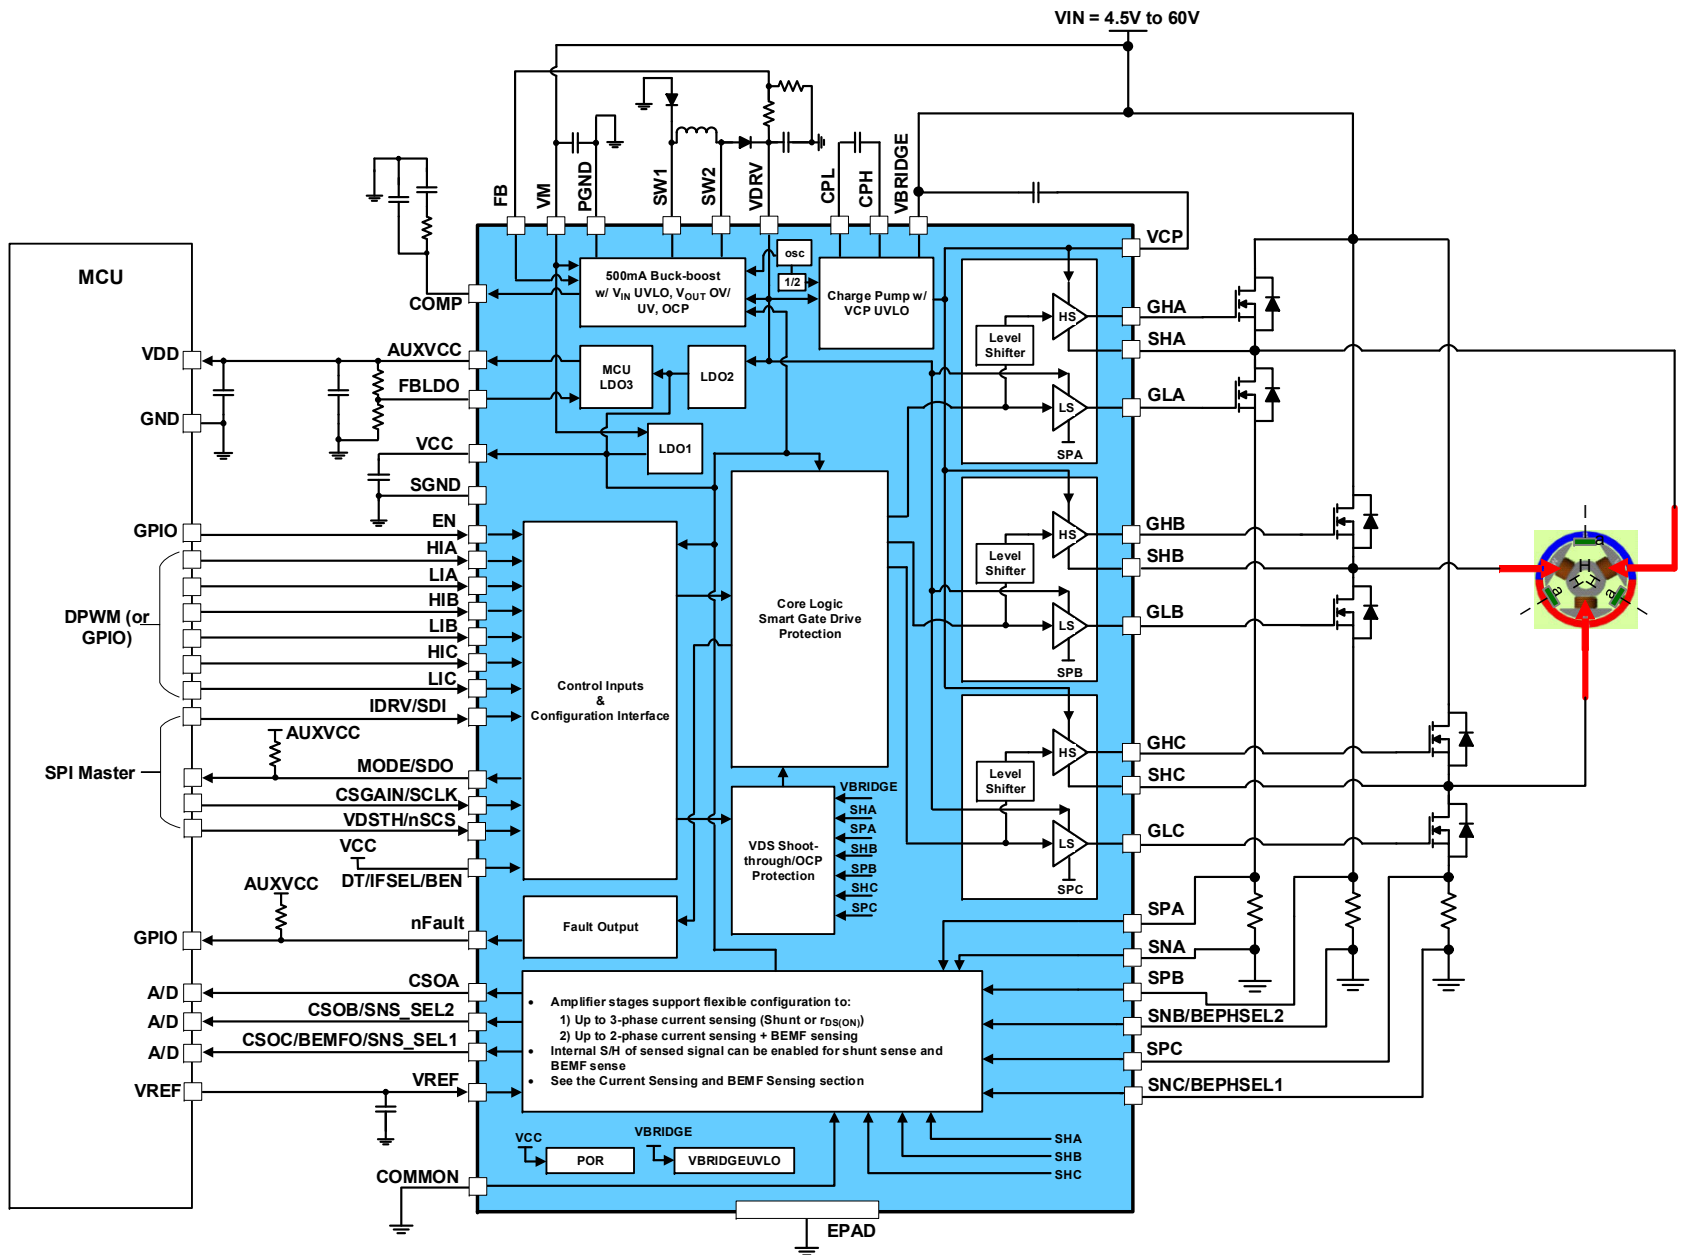 VIN = 4.5V to 60V
FB
VM
PGND
SW1
SW2
VDRV
CPL
CPH
VBRIDGE
MCU
COMP
500mA Buck-boost
w/ VIN UVLO, VOUT OV/
UV, OCP
osc
1/2
Charge Pump w/
VCP UVLO
VCP
HS
Level
Shifter
LS
SPA
GHA
SHA
GLA
VDD
AUXVCC
MCU
LDO3
LDO2
FBLDO
GND
VCC
LDO1
SGND
GPIO
EN
HIA
LIA
HIB
DPWM (or
GPIO)
LIB
HIC
LIC
IDRV/SDI
AUXVCC
SPI Master
MODE/SDO
CSGAIN/SCLK
VDSTH/nSCS
VCC
DT/IFSEL/BEN
Control Inputs
&
Configuration Interface
Core Logic
Smart Gate Drive
Protection
HS
Level
Shifter
LS
SPB
GHB
SHB
GLB
a
H
H
H
a
a
HS
Level
Shifter
LS
SPC
GHC
SHC
GLC
VDS Shoot-
through/OCP
Protection
VBRIDGE
SHA
SPA
SHB
SPB
SHC
SPC
AUXVCC
GPIO
nFault
Fault Output
SPA
SNA
SPB
SNB/BEPHSEL2
SPC
SNC/BEPHSEL1
A/D
CSOA
A/D
CSOB/SNS_SEL2
A/D
CSOC/BEMFO/SNS_SEL1
VREF
VREF
• Amplifier stages support flexible configuration to:
1) Up to 3-phase current sensing (Shunt or rDS(ON))
2) Up to 2-phase current sensing + BEMF sensing
• Internal S/H of sensed signal can be enabled for shunt sense and
BEMF sense
• See the Current Sensing and BEMF Sensing section
VCC
POR
VBRIDGE
VBRIDGEUVLO
SHA
SHB
SHC
COMMON
EPAD